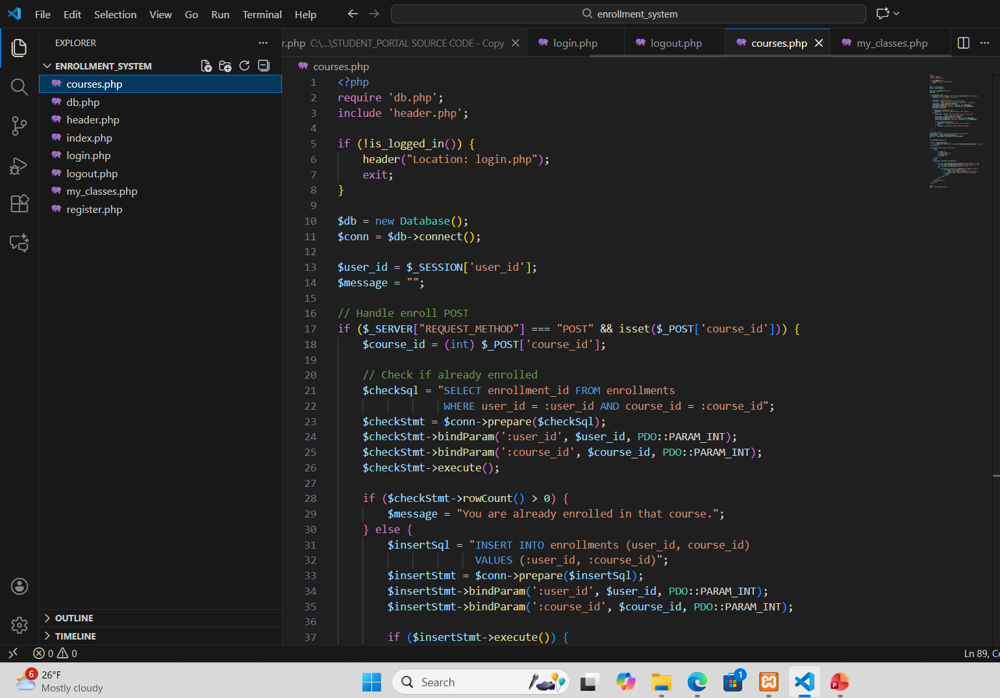 File Edit Selection View Go Run Terminal Help
enrollment_system
EXPLORER
r.php C:\...\STUDENT_PORTAL SOURCE CODE - Copy
login.php
logout.php
courses.php
my_classes.php
ENROLLMENT_SYSTEM
courses.php
db.php
header.php
index.php
login.php
logout.php
my_classes.php
register.php
OUTLINE
TIMELINE
courses.php
1 <?php
2 require 'db.php';
3 include 'header.php';
4
5 if (!is_logged_in()) {
6     header("Location: login.php");
7     exit;
8 }
9
10 $db = new Database();
11 $conn = $db->connect();
12
13 $user_id = $_SESSION['user_id'];
14 $message = "";
15
16 // Handle enroll POST
17 if ($_SERVER["REQUEST_METHOD"] === "POST" && isset($_POST['course_id'])) {
18     $course_id = (int) $_POST['course_id'];
19
20     // Check if already enrolled
21     $checkSql = "SELECT enrollment_id FROM enrollments
22                  WHERE user_id = :user_id AND course_id = :course_id";
23     $checkStmt = $conn->prepare($checkSql);
24     $checkStmt->bindParam(':user_id', $user_id, PDO::PARAM_INT);
25     $checkStmt->bindParam(':course_id', $course_id, PDO::PARAM_INT);
26     $checkStmt->execute();
27
28     if ($checkStmt->rowCount() > 0) {
29         $message = "You are already enrolled in that course.";
30     } else {
31         $insertSql = "INSERT INTO enrollments (user_id, course_id)
32                       VALUES (:user_id, :course_id)";
33         $insertStmt = $conn->prepare($insertSql);
34         $insertStmt->bindParam(':user_id', $user_id, PDO::PARAM_INT);
35         $insertStmt->bindParam(':course_id', $course_id, PDO::PARAM_INT);
36
37         if ($insertStmt->execute()) {
0 0
Ln 89, Co
6
26°F
Mostly cloudy
Search
1